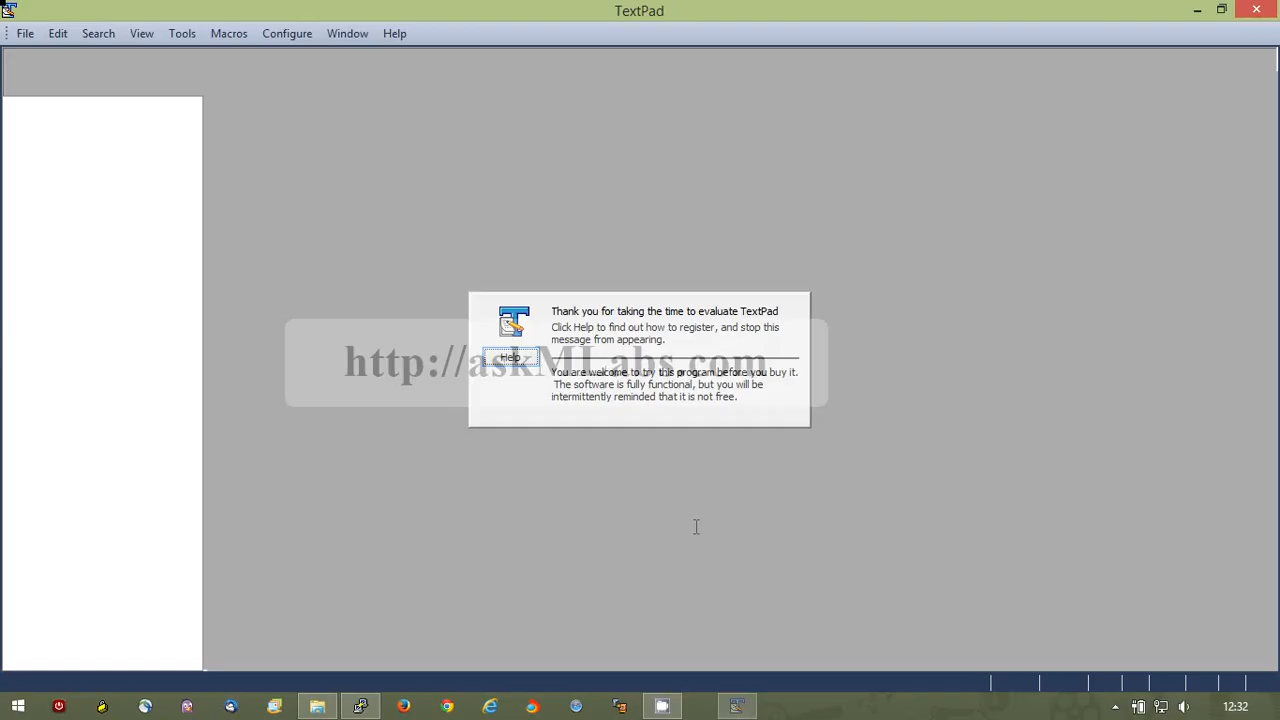 TextPad
File Edit Search View Tools Macros Configure Window Help
Thank you for taking the time to evaluate TextPad
Click Help to find out how to register, and stop this
message from appearing.
Help
http://askMLabs.com
You are welcome to try this program before you buy it.
The software is fully functional, but you will be
intermittently reminded that it is not free.
12:32